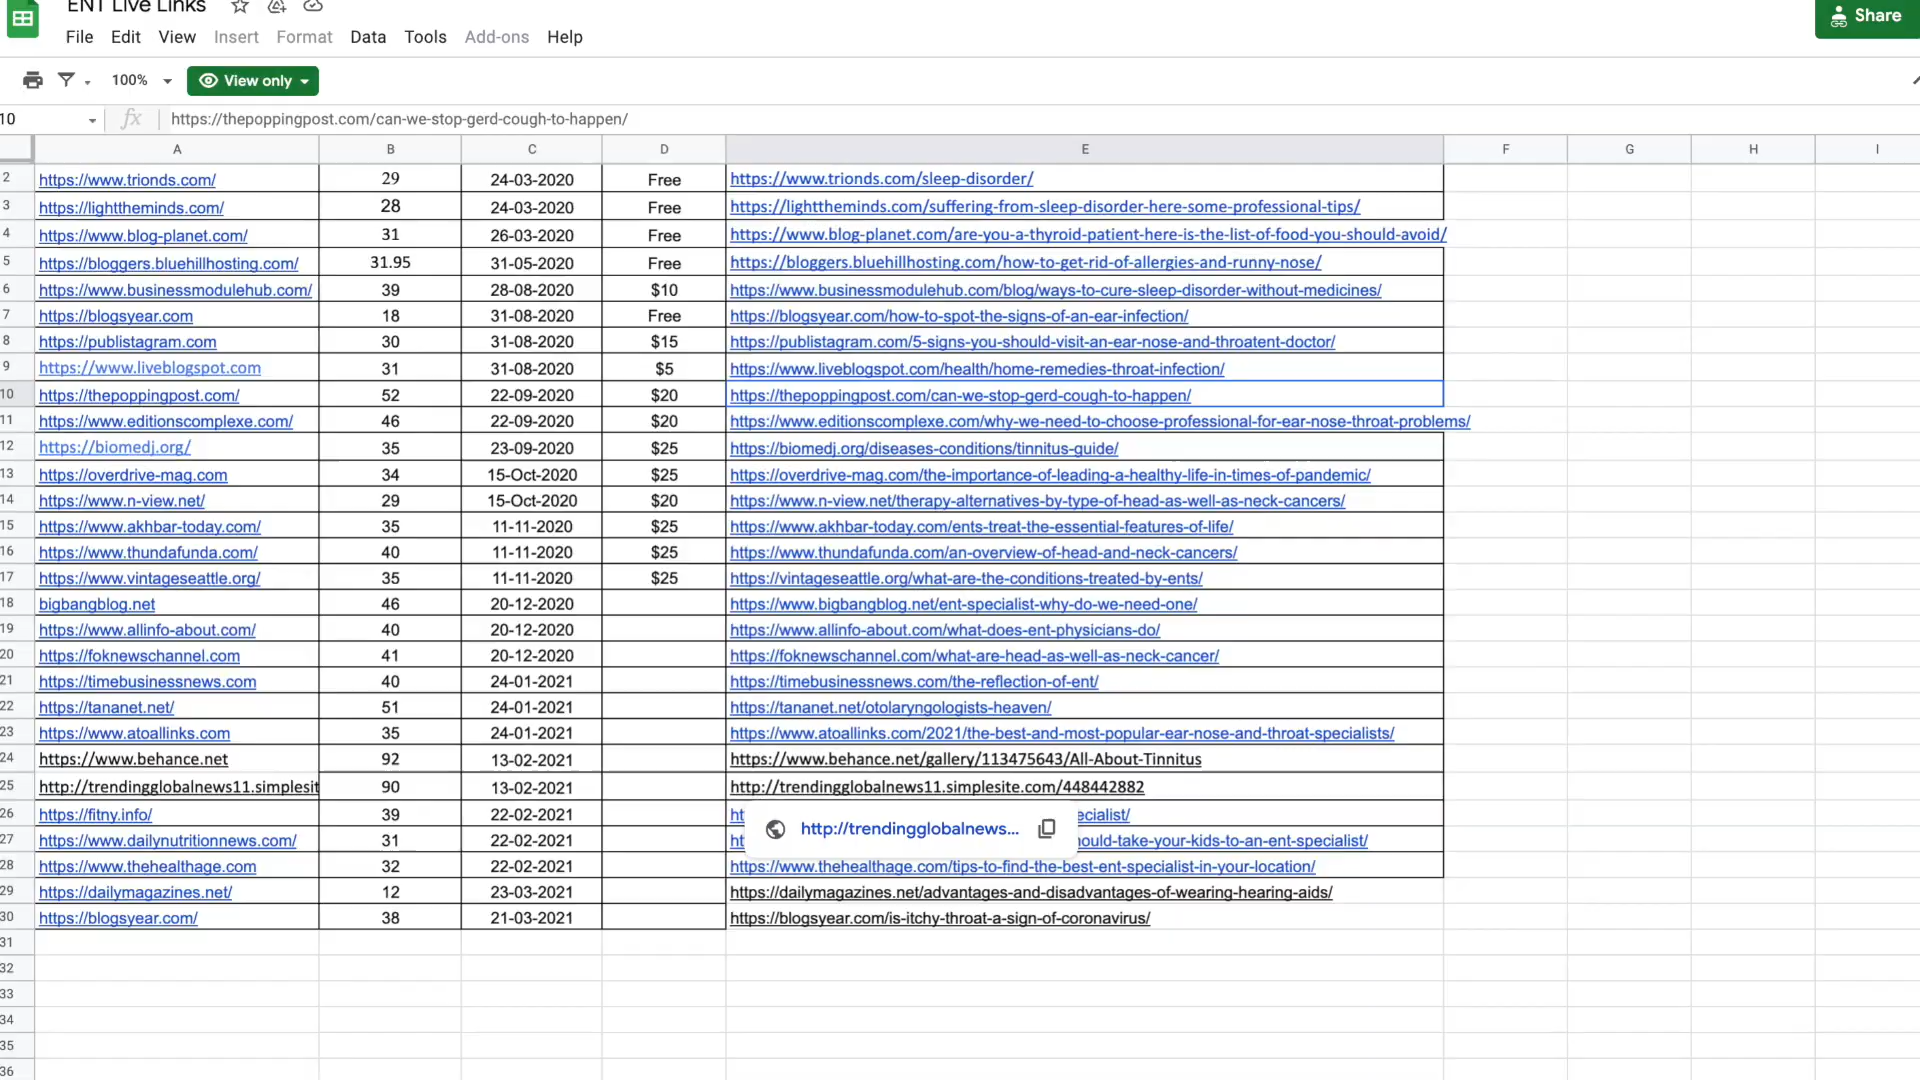 ENT Live Links
File Edit View Insert Format Data Tools Add-ons Help
Share
100% View only
10 fx https://thepoppingpost.com/can-we-stop-gerd-cough-to-happen/
A B C D E F G H I
2 https://www.trionds.com/ 29 24-03-2020 Free https://www.trionds.com/sleep-disorder/
3 https://lighttheminds.com/ 28 24-03-2020 Free https://lighttheminds.com/suffering-from-sleep-disorder-here-some-professional-tips/
4 https://www.blog-planet.com/ 31 26-03-2020 Free https://www.blog-planet.com/are-you-a-thyroid-patient-here-is-the-list-of-food-you-should-avoid/
5 https://bloggers.bluehillhosting.com/ 31.95 31-05-2020 Free https://bloggers.bluehillhosting.com/how-to-get-rid-of-allergies-and-runny-nose/
6 https://www.businessmodulehub.com/ 39 28-08-2020 $10 https://www.businessmodulehub.com/blog/ways-to-cure-sleep-disorder-without-medicines/
7 https://blogsyear.com 18 31-08-2020 Free https://blogsyear.com/how-to-spot-the-signs-of-an-ear-infection/
8 https://publistagram.com 30 31-08-2020 $15 https://publistagram.com/5-signs-you-should-visit-an-ear-nose-and-throatent-doctor/
9 https://www.liveblogspot.com 31 31-08-2020 $5 https://www.liveblogspot.com/health/home-remedies-throat-infection/
10 https://thepoppingpost.com/ 52 22-09-2020 $20 https://thepoppingpost.com/can-we-stop-gerd-cough-to-happen/
11 https://www.editionscomplexe.com/ 46 22-09-2020 $20 https://www.editionscomplexe.com/why-we-need-to-choose-professional-for-ear-nose-throat-problems/
12 https://biomedj.org/ 35 23-09-2020 $25 https://biomedj.org/diseases-conditions/tinnitus-guide/
13 https://overdrive-mag.com 34 15-Oct-2020 $25 https://overdrive-mag.com/the-importance-of-leading-a-healthy-life-in-times-of-pandemic/
14 https://www.n-view.net/ 29 15-Oct-2020 $20 https://www.n-view.net/therapy-alternatives-by-type-of-head-as-well-as-neck-cancers/
15 https://www.akhbar-today.com/ 35 11-11-2020 $25 https://www.akhbar-today.com/ents-treat-the-essential-features-of-life/
16 https://www.thundafunda.com/ 40 11-11-2020 $25 https://www.thundafunda.com/an-overview-of-head-and-neck-cancers/
17 https://www.vintageseattle.org/ 35 11-11-2020 $25 https://vintageseattle.org/what-are-the-conditions-treated-by-ents/
18 bigbangblog.net 46 20-12-2020 https://www.bigbangblog.net/ent-specialist-why-do-we-need-one/
19 https://www.allinfo-about.com/ 40 20-12-2020 https://www.allinfo-about.com/what-does-ent-physicians-do/
20 https://foknewschannel.com 41 20-12-2020 https://foknewschannel.com/what-are-head-as-well-as-neck-cancer/
21 https://timebusinessnews.com 40 24-01-2021 https://timebusinessnews.com/the-reflection-of-ent/
22 https://tananet.net/ 51 24-01-2021 https://tananet.net/otolaryngologists-heaven/
23 https://www.atoallinks.com 35 24-01-2021 https://www.atoallinks.com/2021/the-best-and-most-popular-ear-nose-and-throat-specialists/
24 https://www.behance.net 92 13-02-2021 https://www.behance.net/gallery/113475643/All-About-Tinnitus
25 http://trendingglobalnews11.simplesit 90 13-02-2021 http://trendingglobalnews11.simplesite.com/448442882
26 https://fitny.info/ 39 22-02-2021 ht ecialist/
http://trendingglobalnews...
27 https://www.dailynutritionnews.com/ 31 22-02-2021 ht ould-take-your-kids-to-an-ent-specialist/
28 https://www.thehealthage.com 32 22-02-2021 https://www.thehealthage.com/tips-to-find-the-best-ent-specialist-in-your-location/
29 https://dailymagazines.net/ 12 23-03-2021 https://dailymagazines.net/advantages-and-disadvantages-of-wearing-hearing-aids/
30 https://blogsyear.com/ 38 21-03-2021 https://blogsyear.com/is-itchy-throat-a-sign-of-coronavirus/
31
32
33
34
35
36